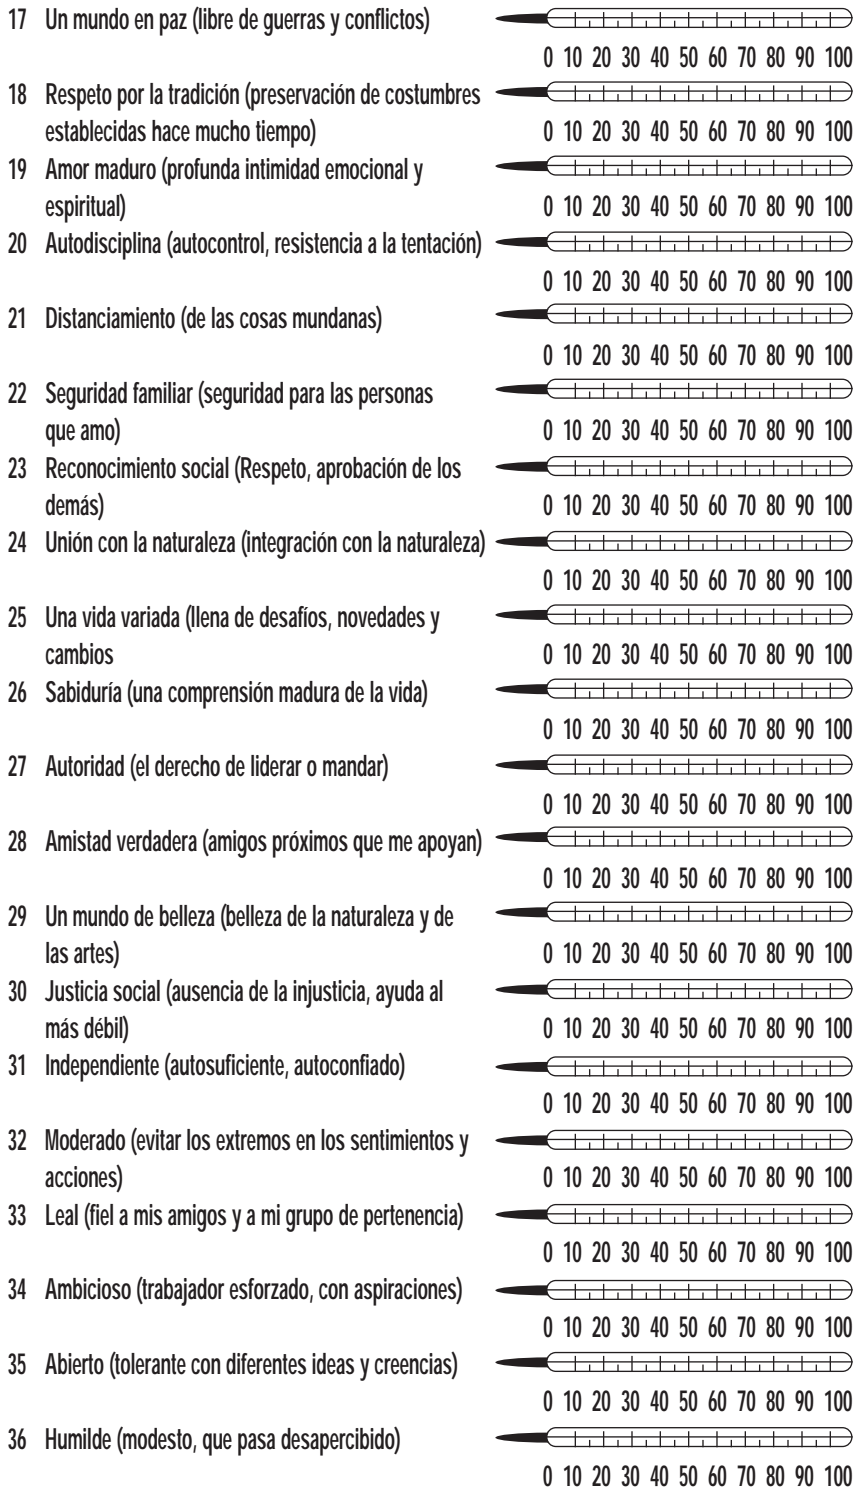 17 Un mundo en paz (libre de guerras y conflictos)
0 10 20 30 40 50 60 70 80 90 100
18 Respeto por la tradición (preservación de costumbres
establecidas hace mucho tiempo) 0 10 20 30 40 50 60 70 80 90 100
19 Amor maduro (profunda intimidad emocional y
espiritual) 0 10 20 30 40 50 60 70 80 90 100
20 Autodisciplina (autocontrol, resistencia a la tentación)
0 10 20 30 40 50 60 70 80 90 100
21 Distanciamiento (de las cosas mundanas)
0 10 20 30 40 50 60 70 80 90 100
22 Seguridad familiar (seguridad para las personas
que amo) 0 10 20 30 40 50 60 70 80 90 100
23 Reconocimiento social (Respeto, aprobación de los
demás) 0 10 20 30 40 50 60 70 80 90 100
24 Unión con la naturaleza (integración con la naturaleza)
0 10 20 30 40 50 60 70 80 90 100
25 Una vida variada (llena de desafíos, novedades y
cambios 0 10 20 30 40 50 60 70 80 90 100
26 Sabiduría (una comprensión madura de la vida)
0 10 20 30 40 50 60 70 80 90 100
27 Autoridad (el derecho de liderar o mandar)
0 10 20 30 40 50 60 70 80 90 100
28 Amistad verdadera (amigos próximos que me apoyan)
0 10 20 30 40 50 60 70 80 90 100
29 Un mundo de belleza (belleza de la naturaleza y de
las artes) 0 10 20 30 40 50 60 70 80 90 100
30 Justicia social (ausencia de la injusticia, ayuda al
más débil) 0 10 20 30 40 50 60 70 80 90 100
31 Independiente (autosuficiente, autoconfiado)
0 10 20 30 40 50 60 70 80 90 100
32 Moderado (evitar los extremos en los sentimientos y
acciones) 0 10 20 30 40 50 60 70 80 90 100
33 Leal (fiel a mis amigos y a mi grupo de pertenencia)
0 10 20 30 40 50 60 70 80 90 100
34 Ambicioso (trabajador esforzado, con aspiraciones)
0 10 20 30 40 50 60 70 80 90 100
35 Abierto (tolerante con diferentes ideas y creencias)
0 10 20 30 40 50 60 70 80 90 100
36 Humilde (modesto, que pasa desapercibido)
0 10 20 30 40 50 60 70 80 90 100